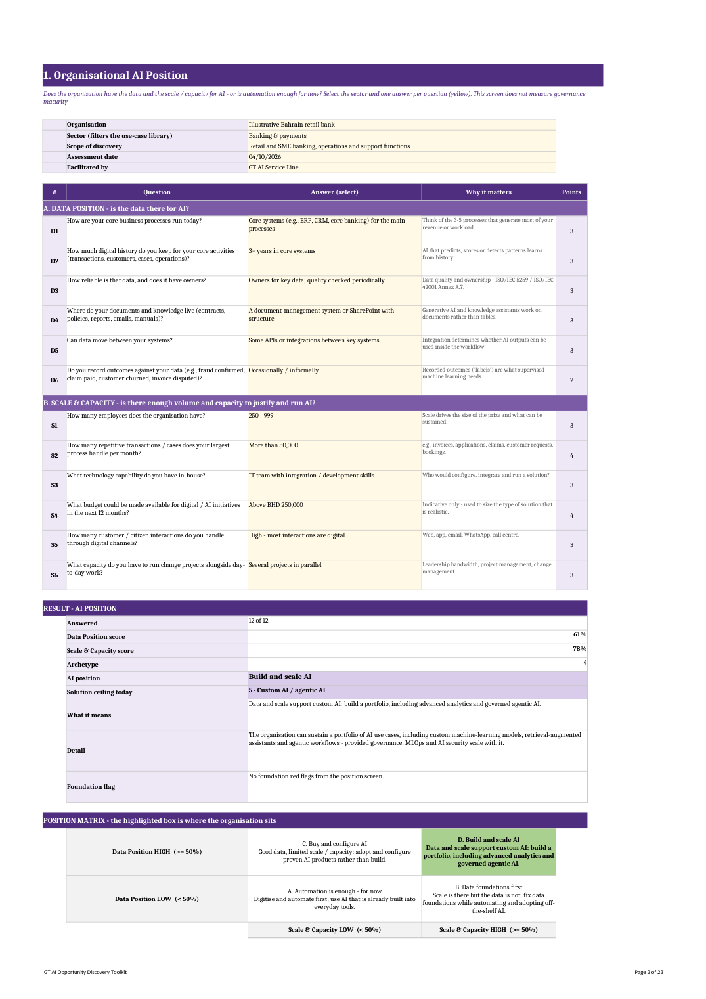 1. Organisational AI Position
Does the organisation have the data and the scale / capacity for AI - or is automation enough for now? Select the sector and one answer per question (yellow). This screen does not measure governance
maturity.
Organisation
Illustrative Bahrain retail bank
Sector (filters the use-case library)
Banking & payments
Scope of discovery
Retail and SME banking, operations and support functions
Assessment date
04/10/2026
Facilitated by
GT AI Service Line
# Question Answer (select) Why it matters Points
A. DATA POSITION - is the data there for AI?
D1
How are your core business processes run today?
Core systems (e.g., ERP, CRM, core banking) for the main
processes
Think of the 3-5 processes that generate most of your
revenue or workload.
3
D2
How much digital history do you keep for your core activities
(transactions, customers, cases, operations)?
3+ years in core systems
AI that predicts, scores or detects patterns learns
from history.
3
D3
How reliable is that data, and does it have owners?
Owners for key data; quality checked periodically
Data quality and ownership - ISO/IEC 5259 / ISO/IEC
42001 Annex A.7.
3
D4
Where do your documents and knowledge live (contracts,
policies, reports, emails, manuals)?
A document-management system or SharePoint with
structure
Generative AI and knowledge assistants work on
documents rather than tables.
3
D5
Can data move between your systems?
Some APIs or integrations between key systems
Integration determines whether AI outputs can be
used inside the workflow.
3
D6
Do you record outcomes against your data (e.g., fraud confirmed,
claim paid, customer churned, invoice disputed)?
Occasionally / informally
Recorded outcomes ('labels') are what supervised
machine learning needs.
2
B. SCALE & CAPACITY - is there enough volume and capacity to justify and run AI?
S1
How many employees does the organisation have?
250 - 999
Scale drives the size of the prize and what can be
sustained.
3
S2
How many repetitive transactions / cases does your largest
process handle per month?
More than 50,000
e.g., invoices, applications, claims, customer requests,
bookings.
4
S3
What technology capability do you have in-house?
IT team with integration / development skills
Who would configure, integrate and run a solution?
3
S4
What budget could be made available for digital / AI initiatives
in the next 12 months?
Above BHD 250,000
Indicative only - used to size the type of solution that
is realistic.
4
S5
How many customer / citizen interactions do you handle
through digital channels?
High - most interactions are digital
Web, app, email, WhatsApp, call centre.
3
S6
What capacity do you have to run change projects alongside day-
to-day work?
Several projects in parallel
Leadership bandwidth, project management, change
management.
3
RESULT - AI POSITION
Answered
12 of 12
Data Position score
61%
Scale & Capacity score
78%
Archetype
4
AI position
Build and scale AI
Solution ceiling today
5 - Custom AI / agentic AI
What it means
Data and scale support custom AI: build a portfolio, including advanced analytics and governed agentic AI.
Detail
The organisation can sustain a portfolio of AI use cases, including custom machine-learning models, retrieval-augmented
assistants and agentic workflows - provided governance, MLOps and AI security scale with it.
Foundation flag
No foundation red flags from the position screen.
POSITION MATRIX - the highlighted box is where the organisation sits
Data Position HIGH (>= 50%)
C. Buy and configure AI
Good data, limited scale / capacity: adopt and configure
proven AI products rather than build.
D. Build and scale AI
Data and scale support custom AI: build a
portfolio, including advanced analytics and
governed agentic AI.
Data Position LOW (< 50%)
A. Automation is enough - for now
Digitise and automate first; use AI that is already built into
everyday tools.
B. Data foundations first
Scale is there but the data is not: fix data
foundations while automating and adopting off-
the-shelf AI.
Scale & Capacity LOW (< 50%)
Scale & Capacity HIGH (>= 50%)
GT AI Opportunity Discovery Toolkit
Page 2 of 23